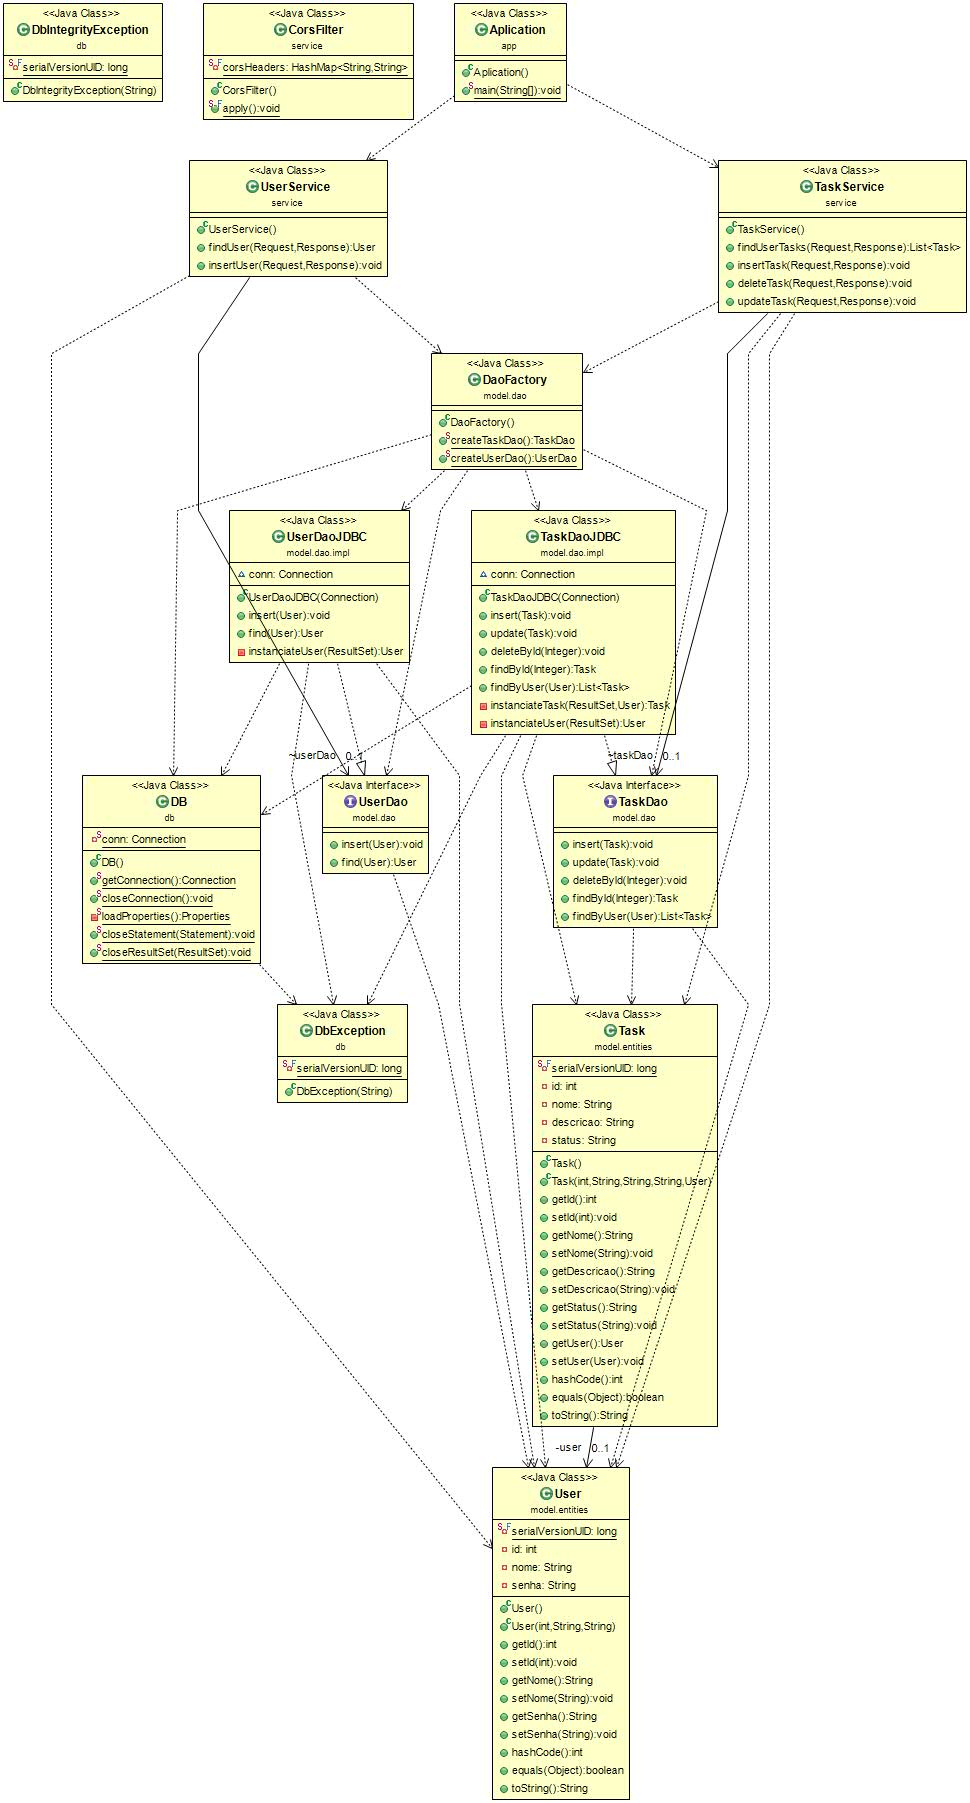 <<Java Class>>
DbIntegrityException
db
serialVersionUID: long
DbIntegrityException(String)
<<Java Class>>
CorsFilter
service
corsHeaders: HashMap<String,String>
CorsFilter()
apply():void
<<Java Class>>
Aplication
app
Aplication()
main(String[]):void
<<Java Class>>
UserService
service
UserService()
findUser(Request,Response):User
insertUser(Request,Response):void
<<Java Class>>
TaskService
service
TaskService()
findUserTasks(Request,Response):List<Task>
insertTask(Request,Response):void
deleteTask(Request,Response):void
updateTask(Request,Response):void
<<Java Class>>
DaoFactory
model.dao
DaoFactory()
createTaskDao():TaskDao
createUserDao():UserDao
<<Java Class>>
UserDaoJDBC
model.dao.impl
conn: Connection
UserDaoJDBC(Connection)
insert(User):void
find(User):User
instanciateUser(ResultSet):User
<<Java Class>>
TaskDaoJDBC
model.dao.impl
conn: Connection
TaskDaoJDBC(Connection)
insert(Task):void
update(Task):void
deleteById(Integer):void
findById(Integer):Task
findByUser(User):List<Task>
instanciateTask(ResultSet,User):Task
instanciateUser(ResultSet):User
~userDao 0..1
~taskDao 0..1
<<Java Class>>
DB
db
conn: Connection
DB()
getConnection():Connection
closeConnection():void
loadProperties():Properties
closeStatement(Statement):void
closeResultSet(ResultSet):void
<<Java Interface>>
UserDao
model.dao
insert(User):void
find(User):User
<<Java Interface>>
TaskDao
model.dao
insert(Task):void
update(Task):void
deleteById(Integer):void
findById(Integer):Task
findByUser(User):List<Task>
<<Java Class>>
DbException
db
serialVersionUID: long
DbException(String)
<<Java Class>>
Task
model.entities
serialVersionUID: long
id: int
nome: String
descricao: String
status: String
Task()
Task(int,String,String,String,User)
getId():int
setId(int):void
getNome():String
setNome(String):void
getDescricao():String
setDescricao(String):void
getStatus():String
setStatus(String):void
getUser():User
setUser(User):void
hashCode():int
equals(Object):boolean
toString():String
-user 0..1
<<Java Class>>
User
model.entities
serialVersionUID: long
id: int
nome: String
senha: String
User()
User(int,String,String)
getId():int
setId(int):void
getNome():String
setNome(String):void
getSenha():String
setSenha(String):void
hashCode():int
equals(Object):boolean
toString():String